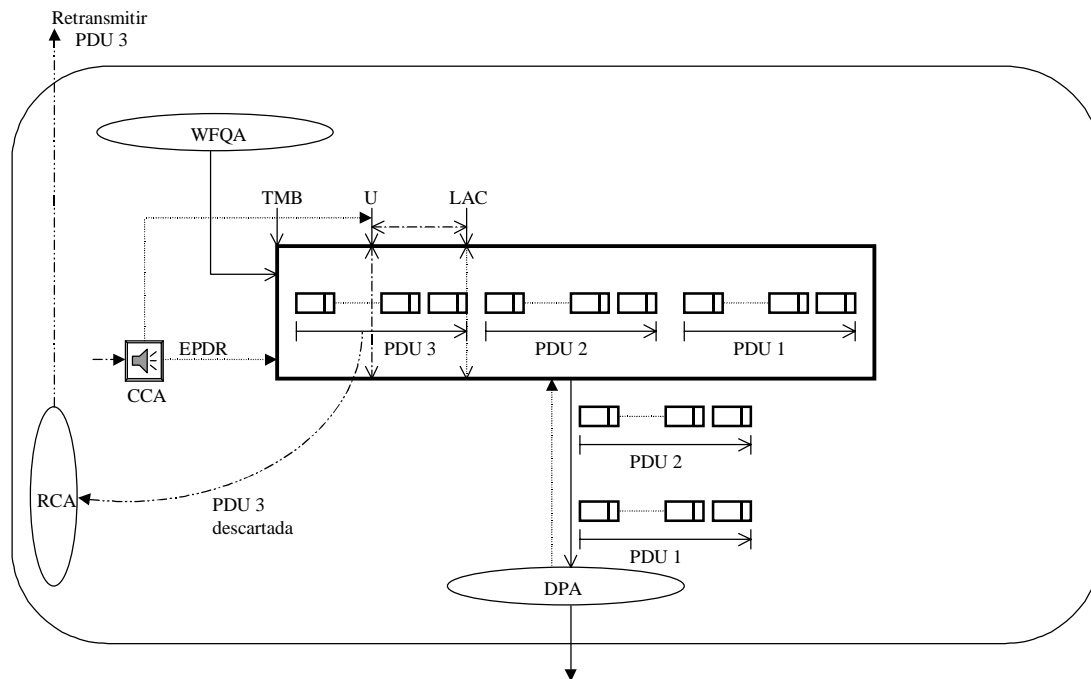 Retransmitir
PDU 3
WFQA
TMB
U
LAC
PDU 3
PDU 2
PDU 1
EPDR
CCA
PDU 2
RCA
PDU 3
descartada
PDU 1
DPA